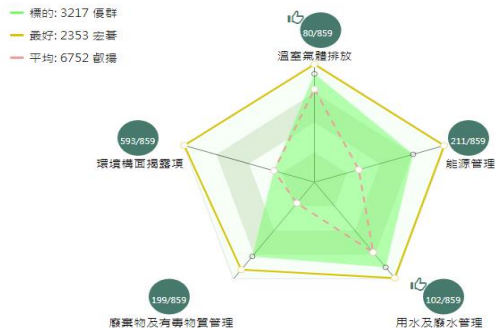 標的: 3217 優群
最好: 2353 宏碁
平均: 6752 叡揚
80/859
溫室氣體排放
593/859
環境構面揭露項
211/859
能源管理
199/859
廢棄物及有毒物質管理
102/859
用水及廢水管理